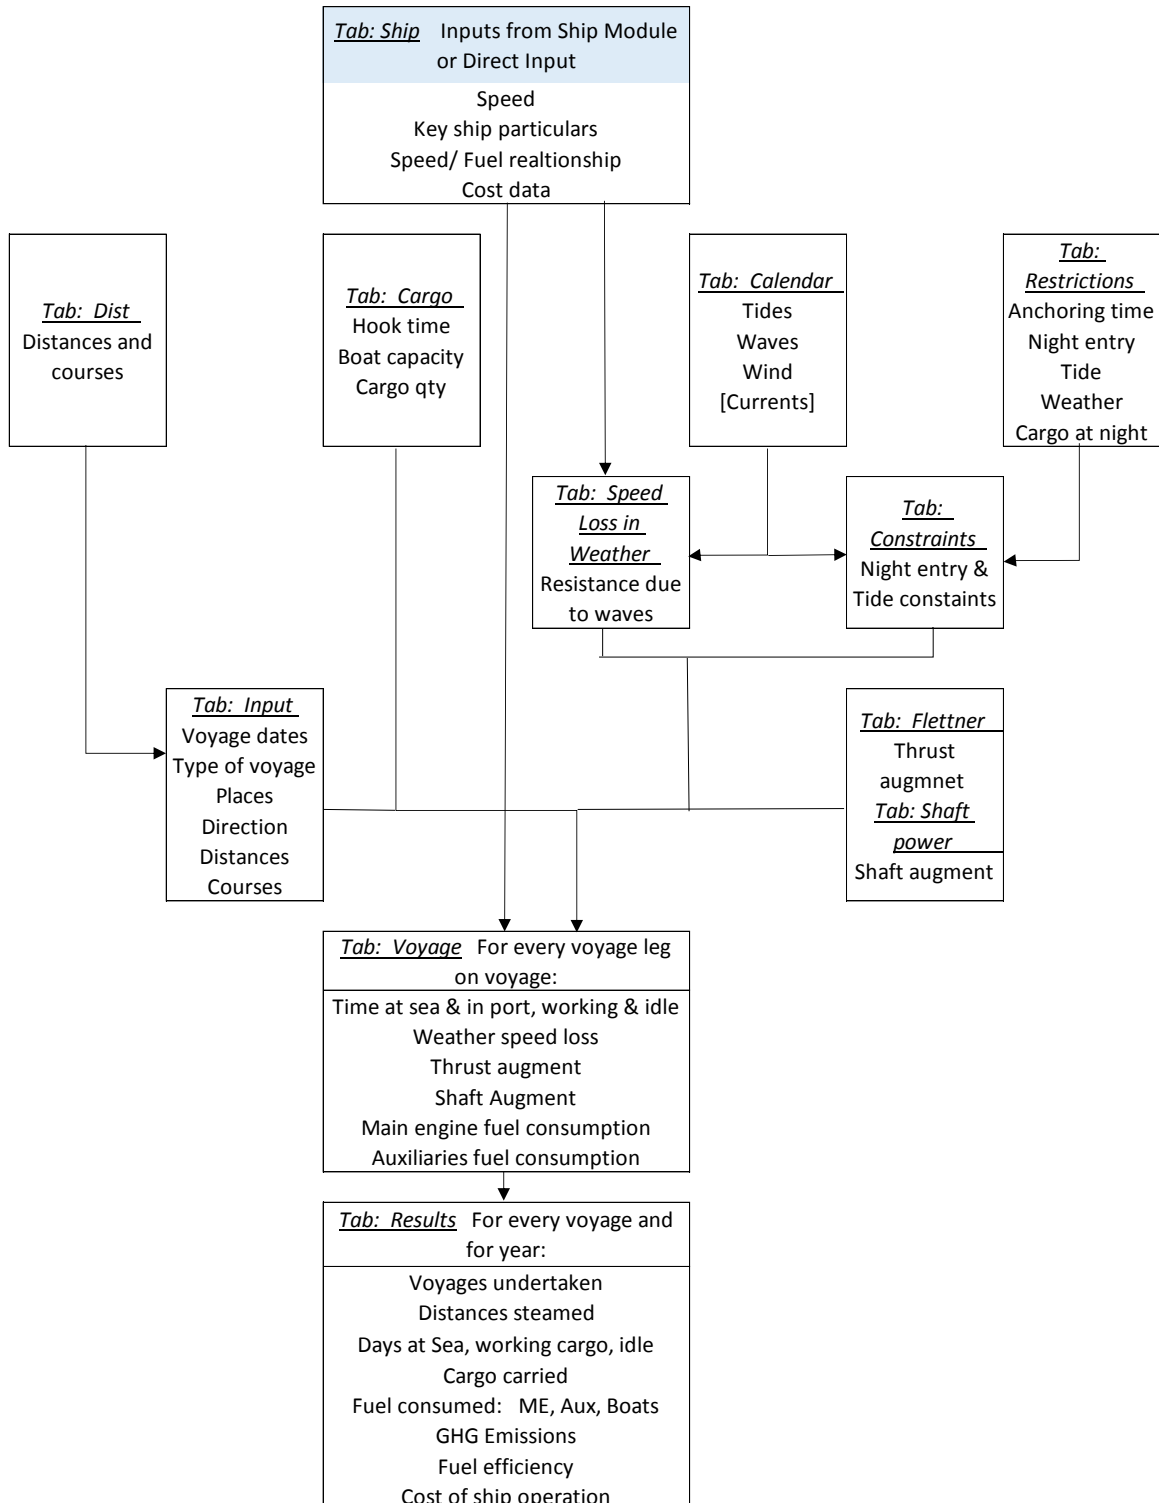 Tab: Ship Inputs from Ship Module
or Direct Input
Speed
Key ship particulars
Speed/ Fuel realtionship
Cost data
Tab: Dist
Distances and
courses
Tab: Cargo
Hook time
Boat capacity
Cargo qty
Tab: Calendar
Tides
Waves
Wind
[Currents]
Tab:
Restrictions
Anchoring time
Night entry
Tide
Weather
Cargo at night
Tab: Speed
Loss in
Weather
Resistance due
to waves
Tab:
Constraints
Night entry &
Tide constaints
Tab: Input
Voyage dates
Type of voyage
Places
Direction
Distances
Courses
Tab: Flettner
Thrust
augmnet
Tab: Shaft
power
Shaft augment
Tab: Voyage For every voyage leg
on voyage:
Time at sea & in port, working & idle
Weather speed loss
Thrust augment
Shaft Augment
Main engine fuel consumption
Auxiliaries fuel consumption
Tab: Results For every voyage and
for year:
Voyages undertaken
Distances steamed
Days at Sea, working cargo, idle
Cargo carried
Fuel consumed: ME, Aux, Boats
GHG Emissions
Fuel efficiency
Cost of ship operation